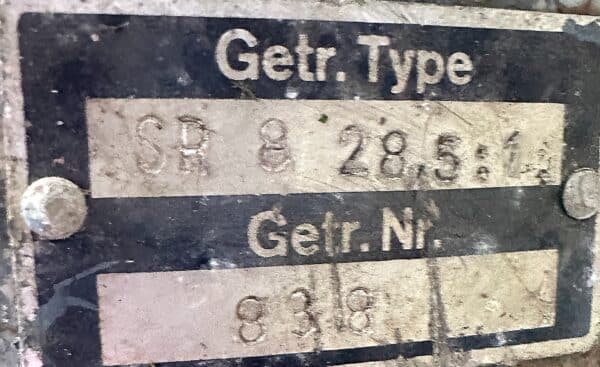 Getr. Type
SR 8 28,5:1
Getr. Nr.
838